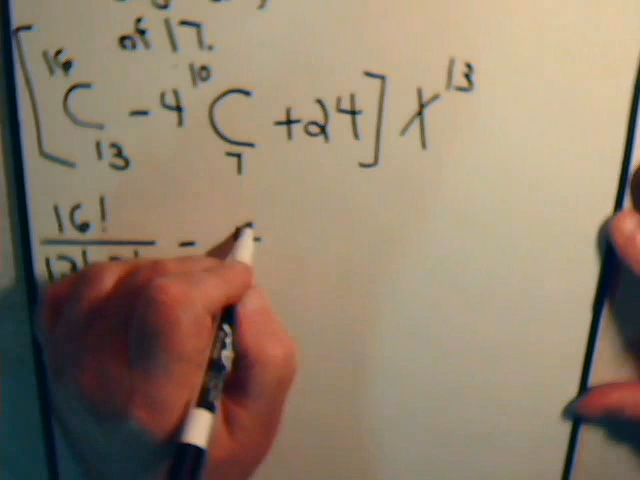 of 17.
[¹⁶C₁₃ - 4 ¹⁰C₇ + 24] X¹³
16! -